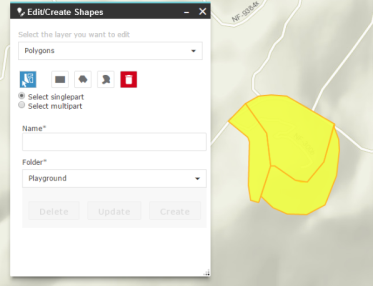 Edit/Create Shapes
Select the layer you want to edit
Polygons
Select singlepart
Select multipart
Name*
Folder*
Playground
Delete Update Create
NF-9384k